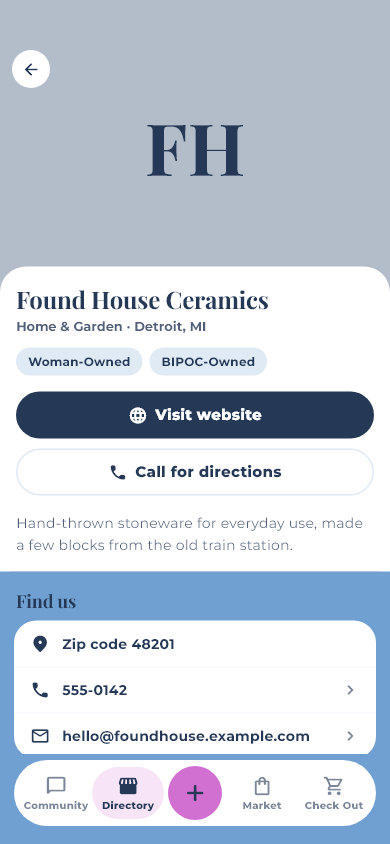 FH
Found House Ceramics
Home & Garden · Detroit, MI
Woman-Owned BIPOC-Owned
Visit website
Call for directions
Hand-thrown stoneware for everyday use, made
a few blocks from the old train station.
Find us
Zip code 48201
555-0142
hello@foundhouse.example.com
Community Directory Market Check Out